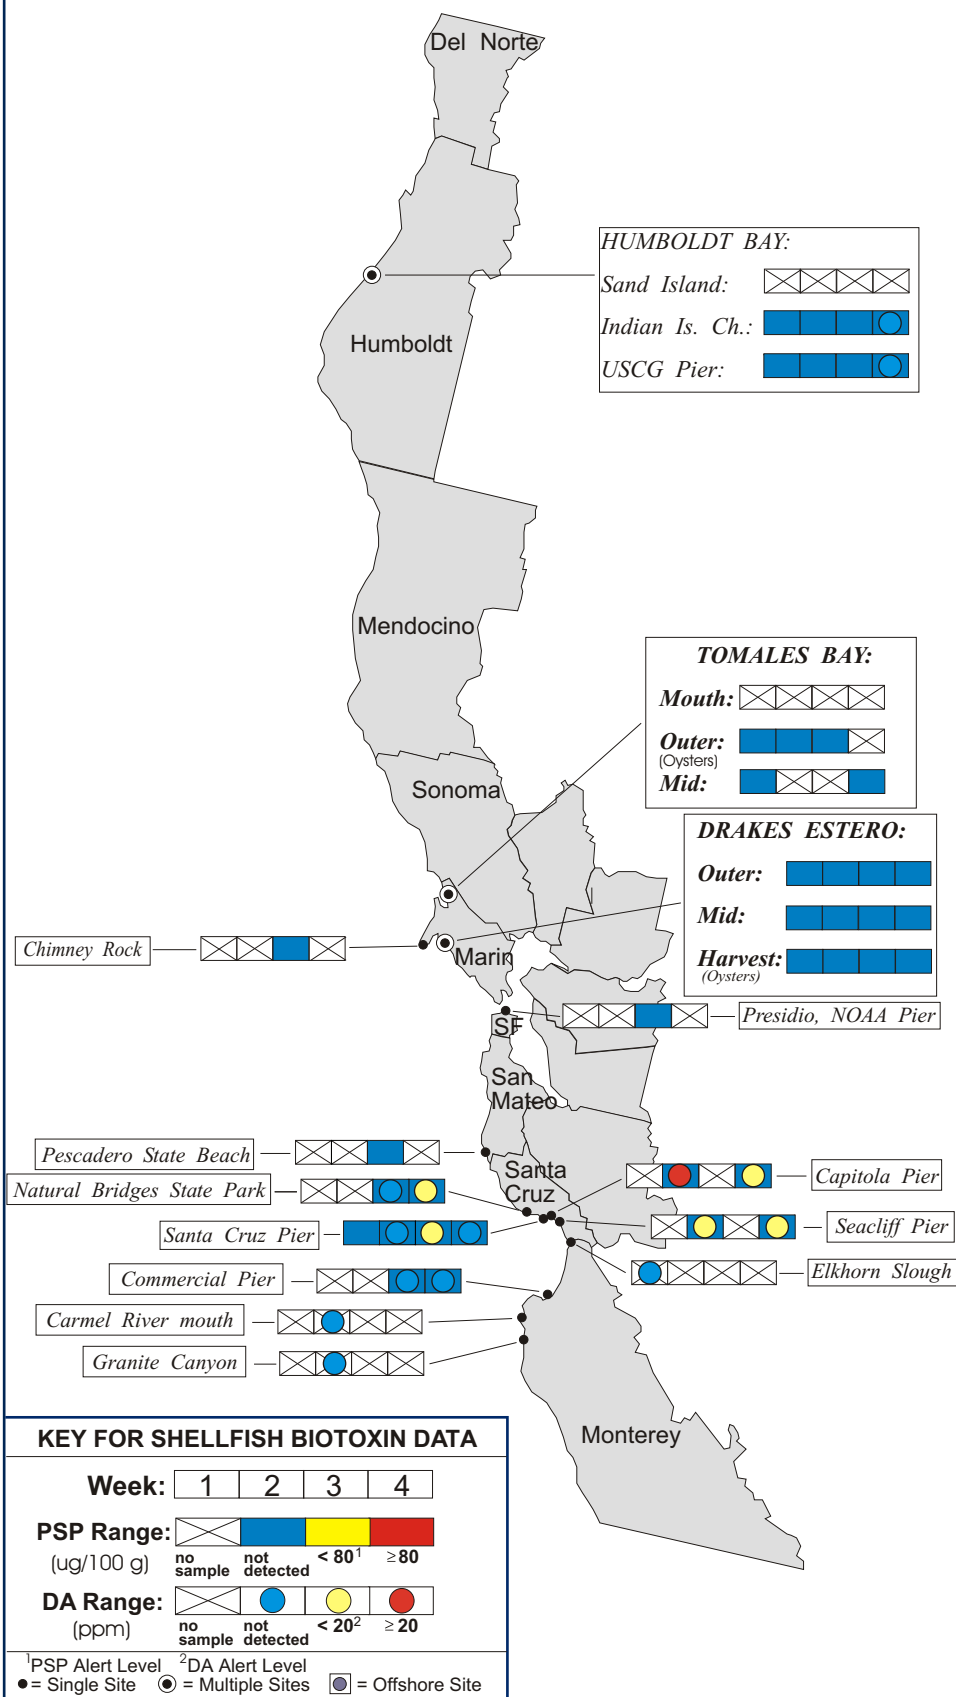 Del Norte
HUMBOLDT BAY:
Sand Island:
Indian Is. Ch.:
USCG Pier:
Humboldt
Mendocino
TOMALES BAY:
Mouth:
Outer:
(Oysters)
Mid:
Sonoma
DRAKES ESTERO:
Outer:
Mid:
Harvest:
(Oysters)
Chimney Rock
Marin
Presidio, NOAA Pier
SF
San
Mateo
Pescadero State Beach
Santa
Cruz
Capitola Pier
Natural Bridges State Park
Seacliff Pier
Santa Cruz Pier
Elkhorn Slough
Commercial Pier
Carmel River mouth
Granite Canyon
Monterey
KEY FOR SHELLFISH BIOTOXIN DATA
Week: 1 2 3 4
PSP Range:
(ug/100 g)
no sample not detected < 80¹ ≥80
DA Range:
(ppm)
no sample not detected < 20² ≥ 20
¹PSP Alert Level ²DA Alert Level
= Single Site = Multiple Sites = Offshore Site